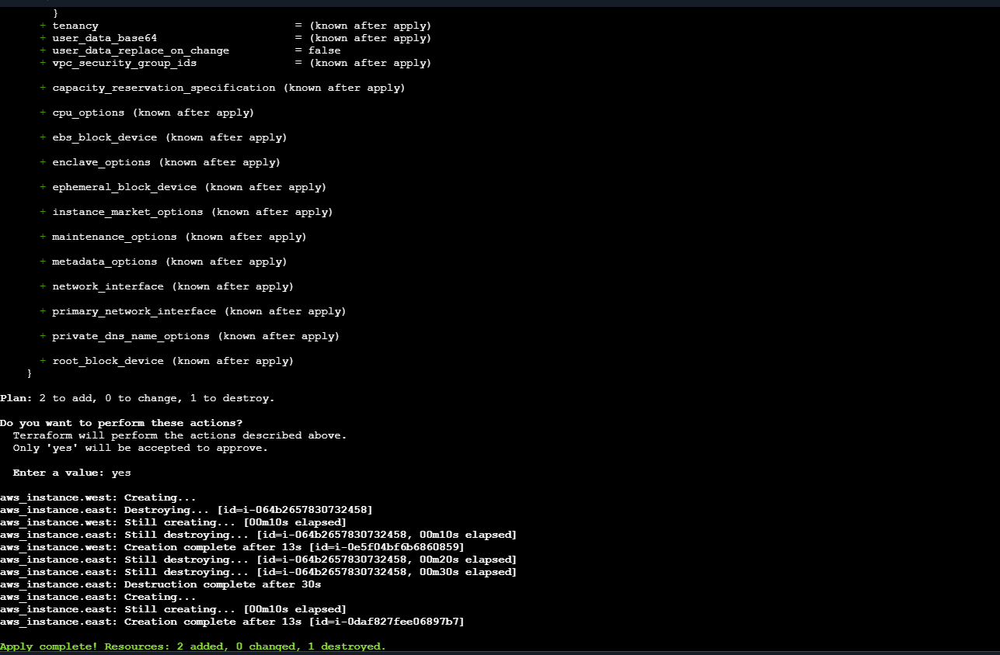 }
+ tenancy = (known after apply)
+ user_data_base64 = (known after apply)
+ user_data_replace_on_change = false
+ vpc_security_group_ids = (known after apply)
+ capacity_reservation_specification (known after apply)
+ cpu_options (known after apply)
+ ebs_block_device (known after apply)
+ enclave_options (known after apply)
+ ephemeral_block_device (known after apply)
+ instance_market_options (known after apply)
+ maintenance_options (known after apply)
+ metadata_options (known after apply)
+ network_interface (known after apply)
+ primary_network_interface (known after apply)
+ private_dns_name_options (known after apply)
+ root_block_device (known after apply)
}
Plan: 2 to add, 0 to change, 1 to destroy.
Do you want to perform these actions?
Terraform will perform the actions described above.
Only 'yes' will be accepted to approve.
Enter a value: yes
aws_instance.west: Creating...
aws_instance.east: Destroying... [id=i-064b2657830732458]
aws_instance.west: Still creating... [00m10s elapsed]
aws_instance.east: Still destroying... [id=i-064b2657830732458, 00m10s elapsed]
aws_instance.west: Creation complete after 13s [id=i-0e5f04bf6b6860859]
aws_instance.east: Still destroying... [id=i-064b2657830732458, 00m20s elapsed]
aws_instance.east: Still destroying... [id=i-064b2657830732458, 00m30s elapsed]
aws_instance.east: Destruction complete after 30s
aws_instance.east: Creating...
aws_instance.east: Still creating... [00m10s elapsed]
aws_instance.east: Creation complete after 13s [id=i-0daf827fee06897b7]
Apply complete! Resources: 2 added, 0 changed, 1 destroyed.